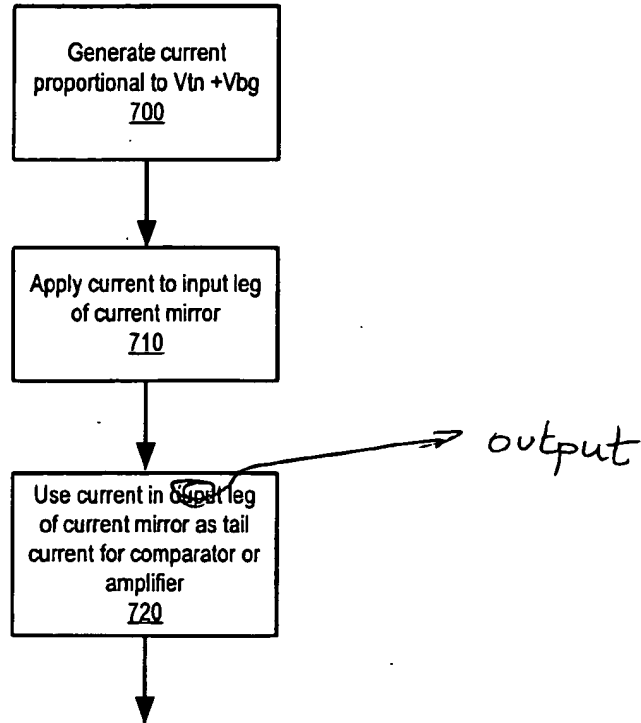 Generate current
proportional to Vtn +Vbg
700
Apply current to input leg
of current mirror
710
output
Use current in ouput leg
of current mirror as tail
current for comparator or
amplifier
720